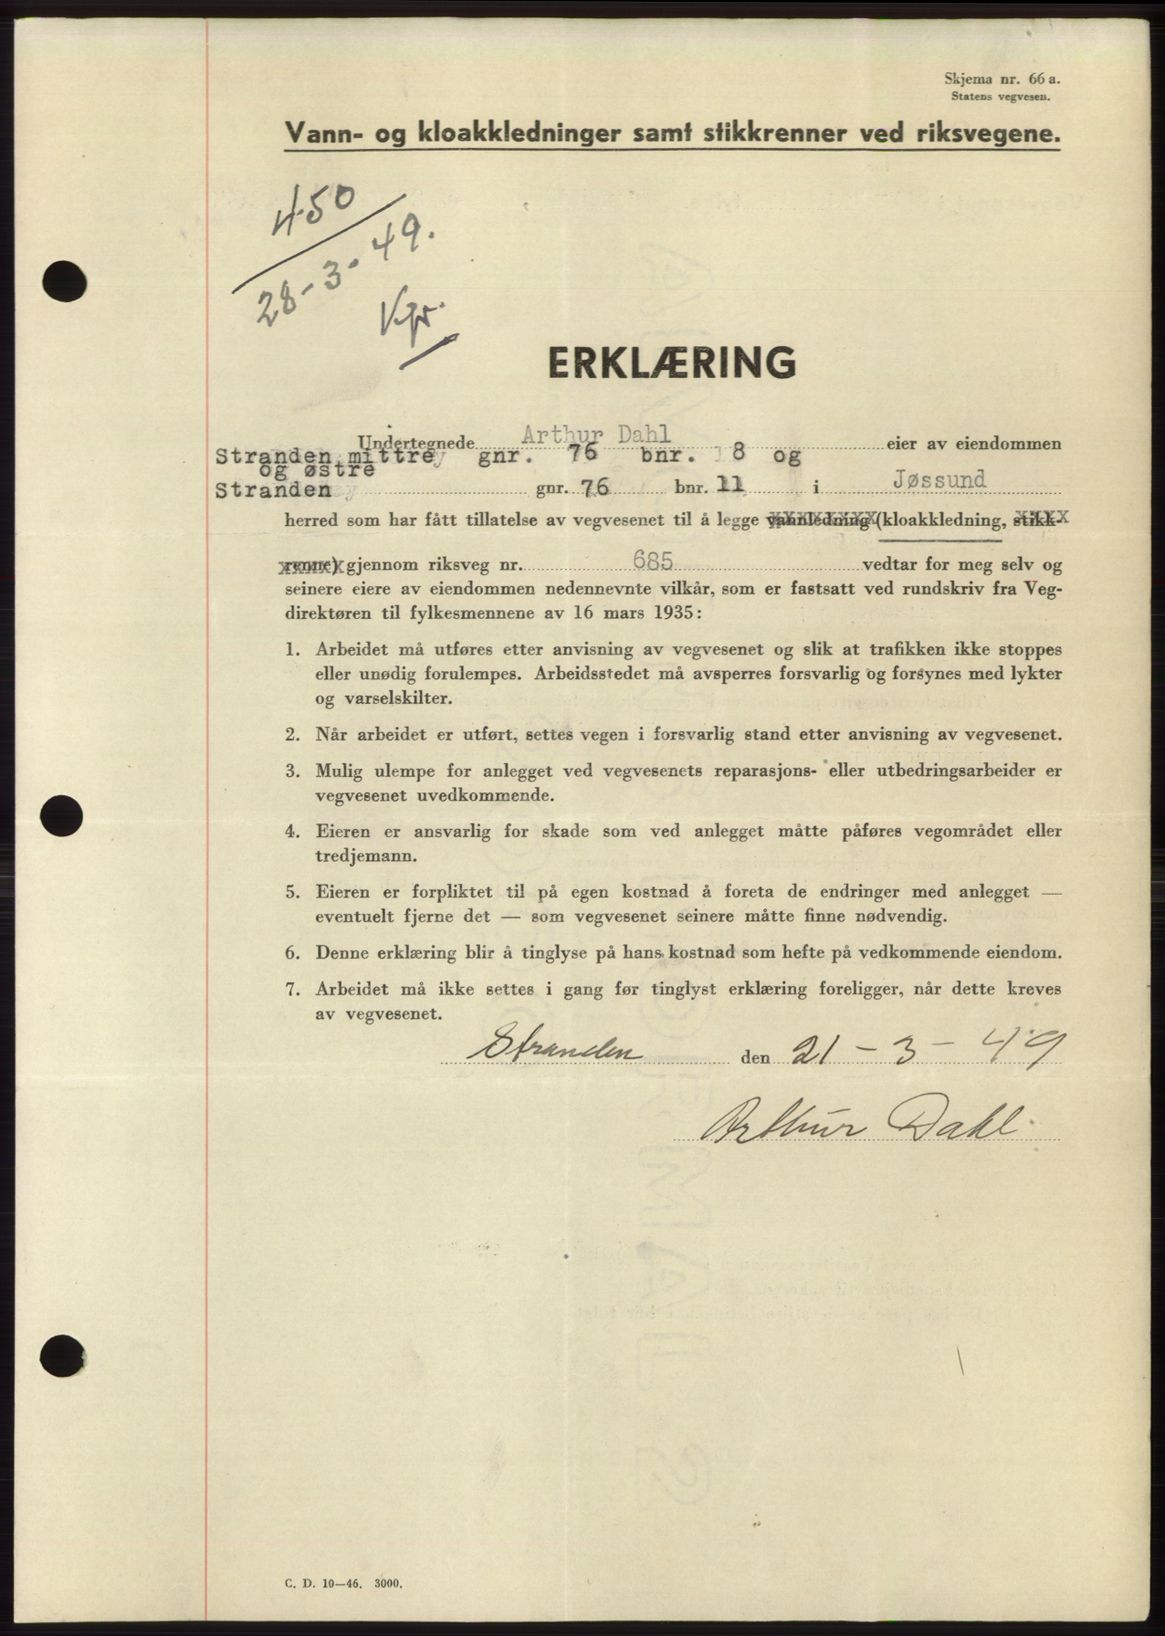 Skjema nr. 66 a.
Statens vegvesen.
Vann- og kloakkledninger samt stikkrenner ved riksvegene.
450
28-3-49.
ERKLÆRING
Undertegnede Arthur Dahl eier av eiendommen
Stranden mittre gnr. 76 bnr. 8 og
og østre
Stranden gnr. 76 bnr. 11 i Jøssund
herred som har fått tillatelse av vegvesenet til å legge vannledning (kloakkledning, stikk-
renne) gjennom riksveg nr. 685 vedtar for meg selv og
seinere eiere av eiendommen nedennevnte vilkår, som er fastsatt ved rundskriv fra Veg-
direktøren til fylkesmennene av 16 mars 1935:
1. Arbeidet må utføres etter anvisning av vegvesenet og slik at trafikken ikke stoppes
eller unødig forulempes. Arbeidsstedet må avsperres forsvarlig og forsynes med lykter
og varselskilter.
2. Når arbeidet er utført, settes vegen i forsvarlig stand etter anvisning av vegvesenet.
3. Mulig ulempe for anlegget ved vegvesenets reparasjons- eller utbedringsarbeider er
vegvesenet uvedkommende.
4. Eieren er ansvarlig for skade som ved anlegget måtte påføres vegområdet eller
tredjemann.
5. Eieren er forpliktet til på egen kostnad å foreta de endringer med anlegget —
eventuelt fjerne det — som vegvesenet seinere måtte finne nødvendig.
6. Denne erklæring blir å tinglyse på hans kostnad som hefte på vedkommende eiendom.
7. Arbeidet må ikke settes i gang før tinglyst erklæring foreligger, når dette kreves
av vegvesenet.
Stranden den 21-3-49
Arthur Dahl
C. D. 10—46. 3000.